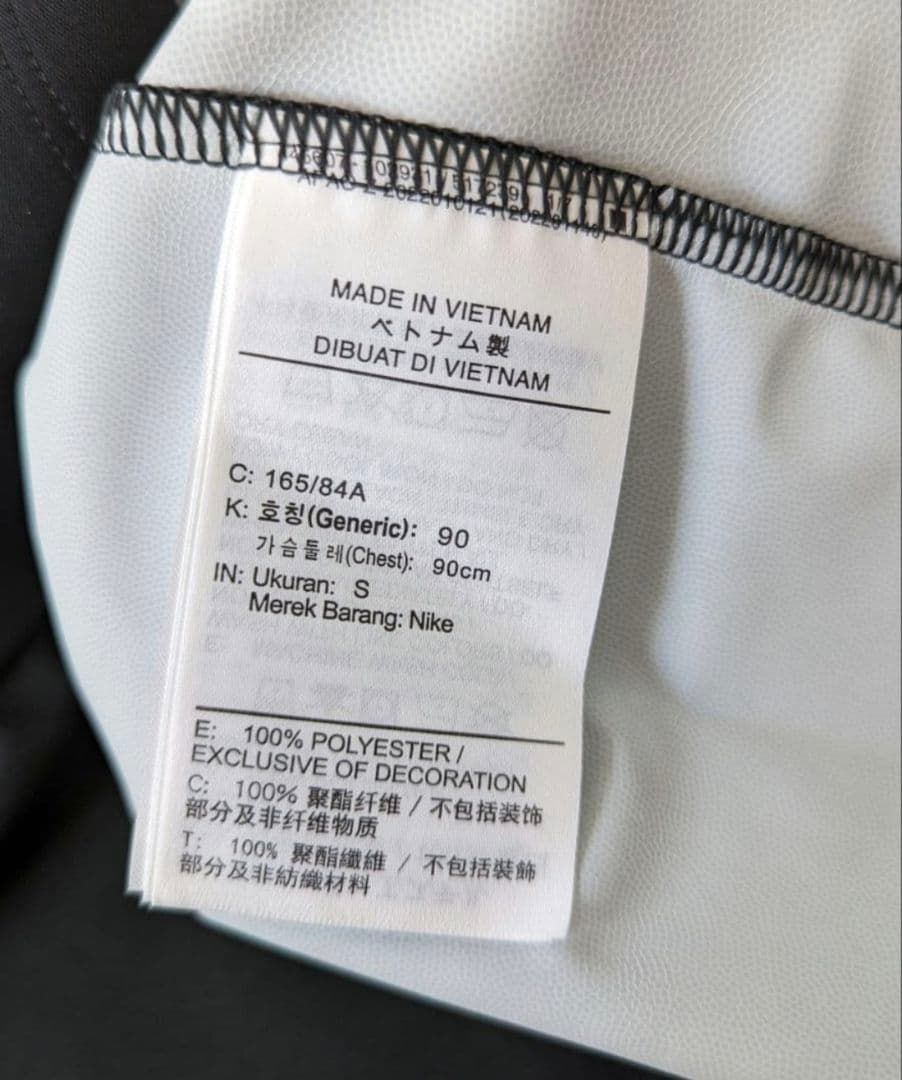 MADE IN VIETNAM
ベトナム製
DIBUAT DI VIETNAM
C: 165/84A
K: 호칭(Generic): 90
가슴둘레(Chest): 90cm
IN: Ukuran: S
Merek Barang: Nike
E: 100% POLYESTER /
EXCLUSIVE OF DECORATION
C: 100% 聚酯纤维 / 不包括装饰
部分及非纤维物质
T: 100% 聚酯纖維 / 不包括裝飾
部分及非紡織材料